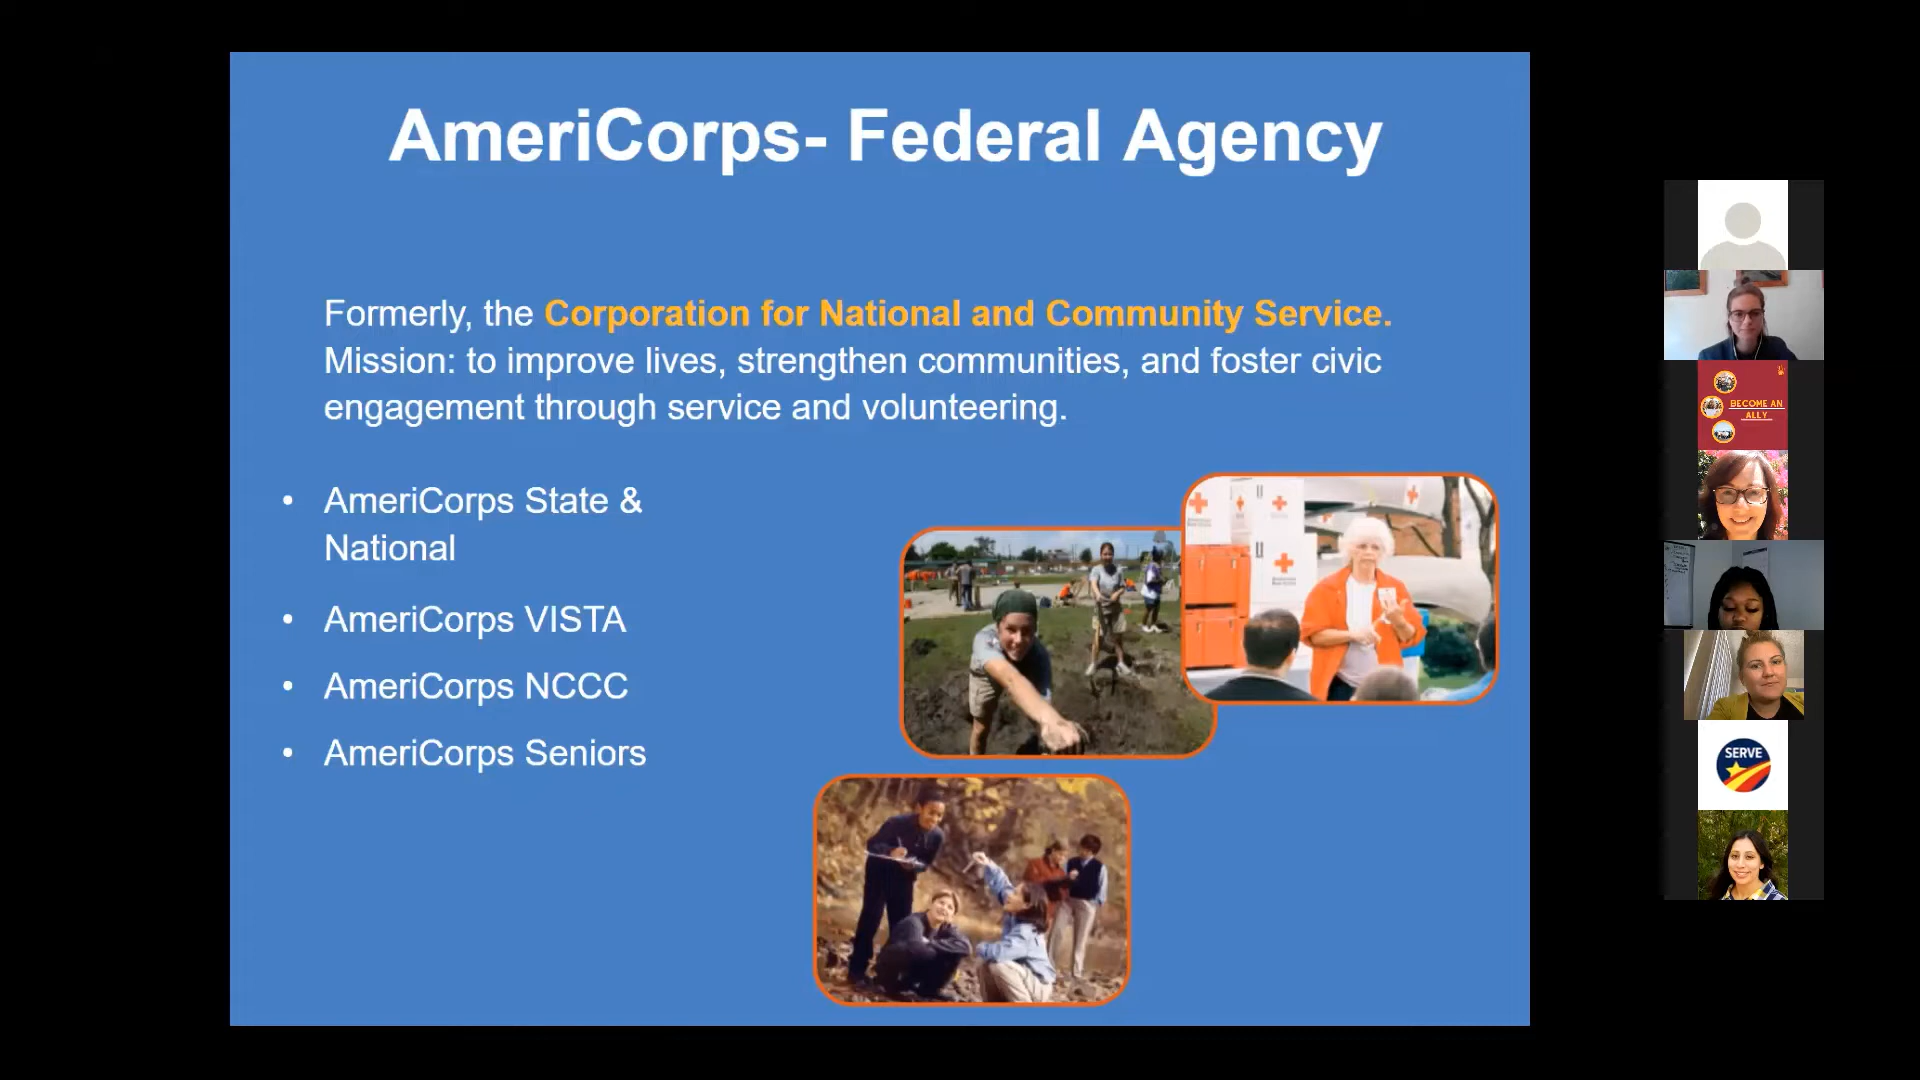 AmeriCorps- Federal Agency
Formerly, the Corporation for National and Community Service.
Mission: to improve lives, strengthen communities, and foster civic
engagement through service and volunteering.
• AmeriCorps State &
National
• AmeriCorps VISTA
• AmeriCorps NCCC
• AmeriCorps Seniors
BECOME AN
ALLY
SERVE